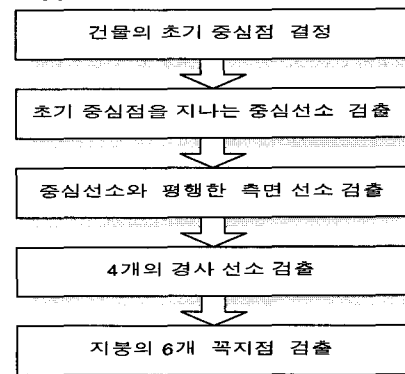 건물의 초기 중심점 결정
초기 중심점을 지나는 중심선소 검출
중심선소와 평행한 측면 선소 검출
4개의 경사 선소 검출
지붕의 6개 꼭지점 검출